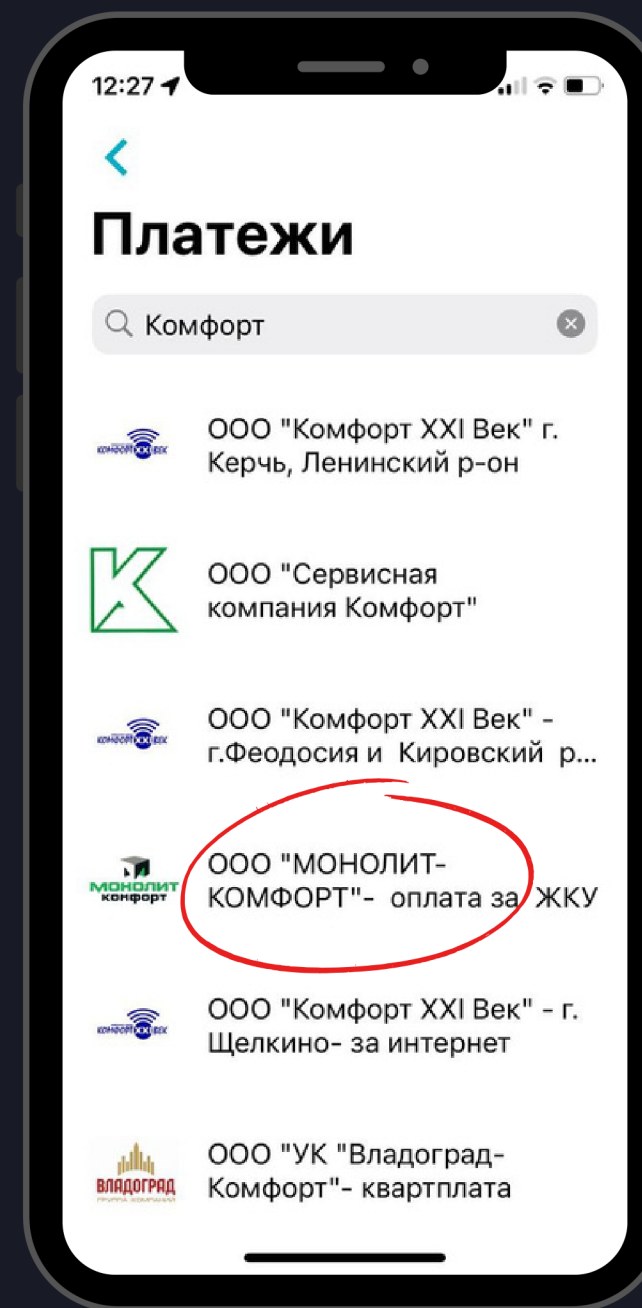 12:27
Платежи
Комфорт
ООО "Комфорт XXI Век" г.
Керчь, Ленинский р-он
ООО "Сервисная
компания Комфорт"
ООО "Комфорт XXI Век" -
г.Феодосия и Кировский р...
МОНОЛИТ
КОМФОРТ
ООО "МОНОЛИТ-
КОМФОРТ"- оплата за ЖКУ
ООО "Комфорт XXI Век" - г.
Щелкино- за интернет
ВЛАДОГРАД
ООО "УК "Владоград-
Комфорт"- квартплата